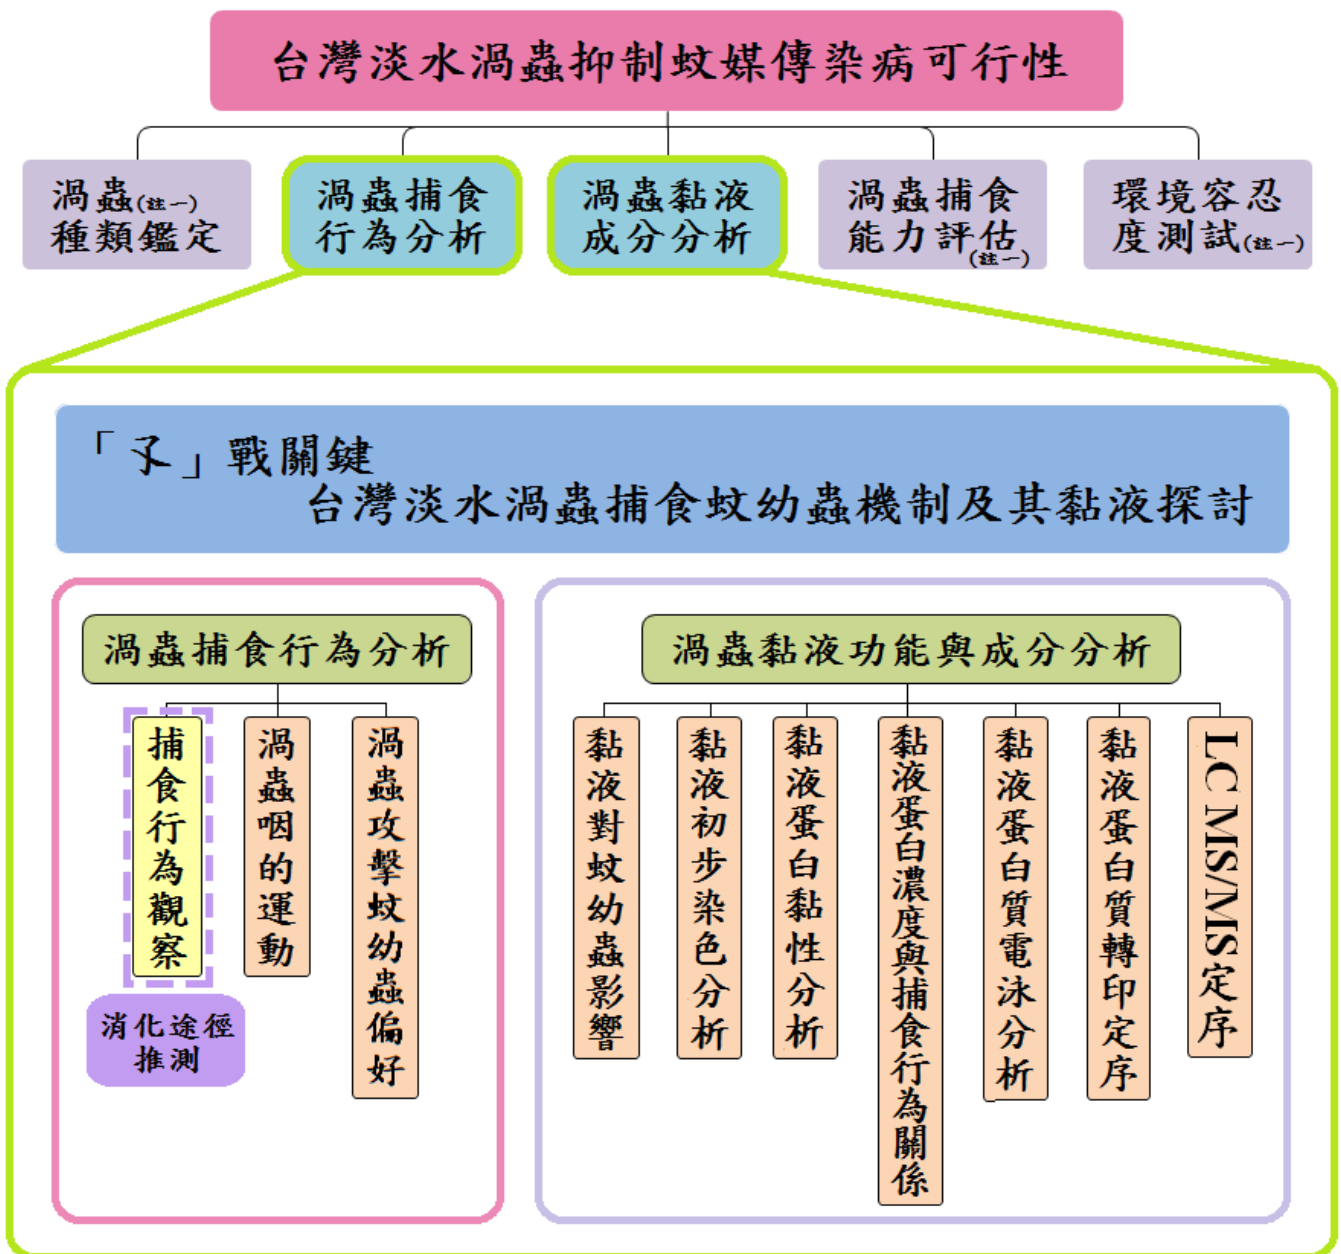 台灣淡水渦蟲抑制蚊媒傳染病可行性
渦蟲(註一)
種類鑑定
渦蟲捕食
行為分析
渦蟲黏液
成分分析
渦蟲捕食
能力評估
(註一)
環境容忍
度測試(註一)
「孑」戰關鍵
台灣淡水渦蟲捕食蚊幼蟲機制及其黏液探討
渦蟲捕食行為分析
捕食行為觀察
消化途徑
推測
渦蟲咽的運動
渦蟲攻擊蚊幼蟲偏好
渦蟲黏液功能與成分分析
黏液對蚊幼蟲影響
黏液初步染色分析
黏液蛋白黏性分析
黏液蛋白濃度與捕食行為關係
黏液蛋白質電泳分析
黏液蛋白質轉印定序
LC MS/MS定序